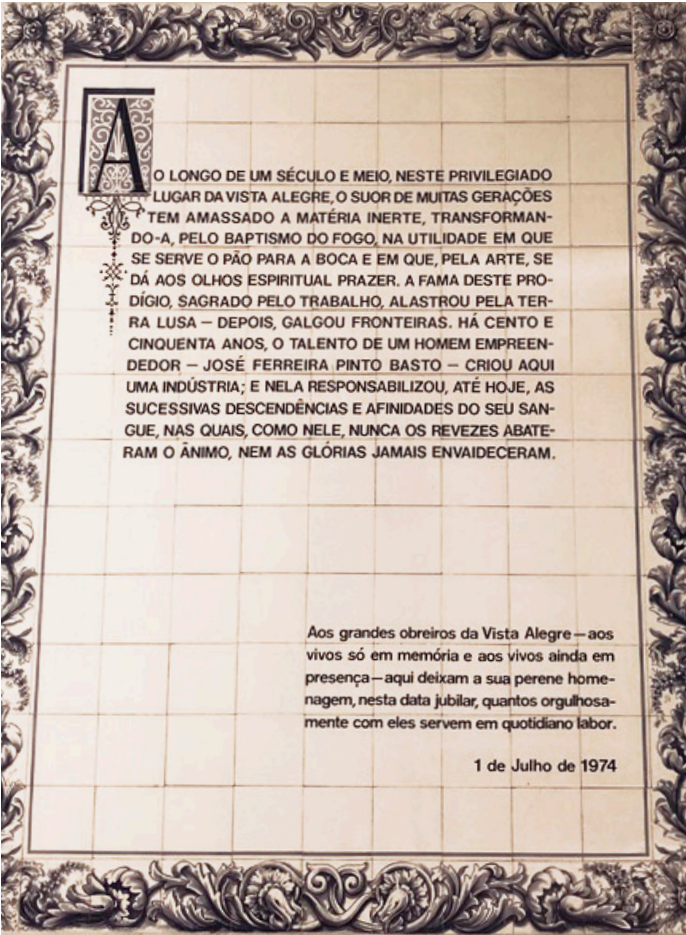 AO LONGO DE UM SÉCULO E MEIO, NESTE PRIVILEGIADO
LUGAR DA VISTA ALEGRE, O SUOR DE MUITAS GERAÇÕES
TEM AMASSADO A MATÉRIA INERTE, TRANSFORMAN-
DO-A, PELO BAPTISMO DO FOGO, NA UTILIDADE EM QUE
SE SERVE O PÃO PARA A BOCA E EM QUE, PELA ARTE, SE
DÁ AOS OLHOS ESPIRITUAL PRAZER. A FAMA DESTE PRO-
DÍGIO, SAGRADO PELO TRABALHO, ALASTROU PELA TER-
RA LUSA — DEPOIS, GALGOU FRONTEIRAS. HÁ CENTO E
CINQUENTA ANOS, O TALENTO DE UM HOMEM EMPREEN-
DEDOR — JOSÉ FERREIRA PINTO BASTO — CRIOU AQUI
UMA INDÚSTRIA; E NELA RESPONSABILIZOU, ATÉ HOJE, AS
SUCESSIVAS DESCENDÊNCIAS E AFINIDADES DO SEU SAN-
GUE, NAS QUAIS, COMO NELE, NUNCA OS REVEZES ABATE-
RAM O ÂNIMO, NEM AS GLÓRIAS JAMAIS ENVAIDECERAM.
Aos grandes obreiros da Vista Alegre — aos
vivos só em memória e aos vivos ainda em
presença — aqui deixam a sua perene home-
nagem, nesta data jubilar, quantos orgulhosa-
mente com eles servem em quotidiano labor.
1 de Julho de 1974